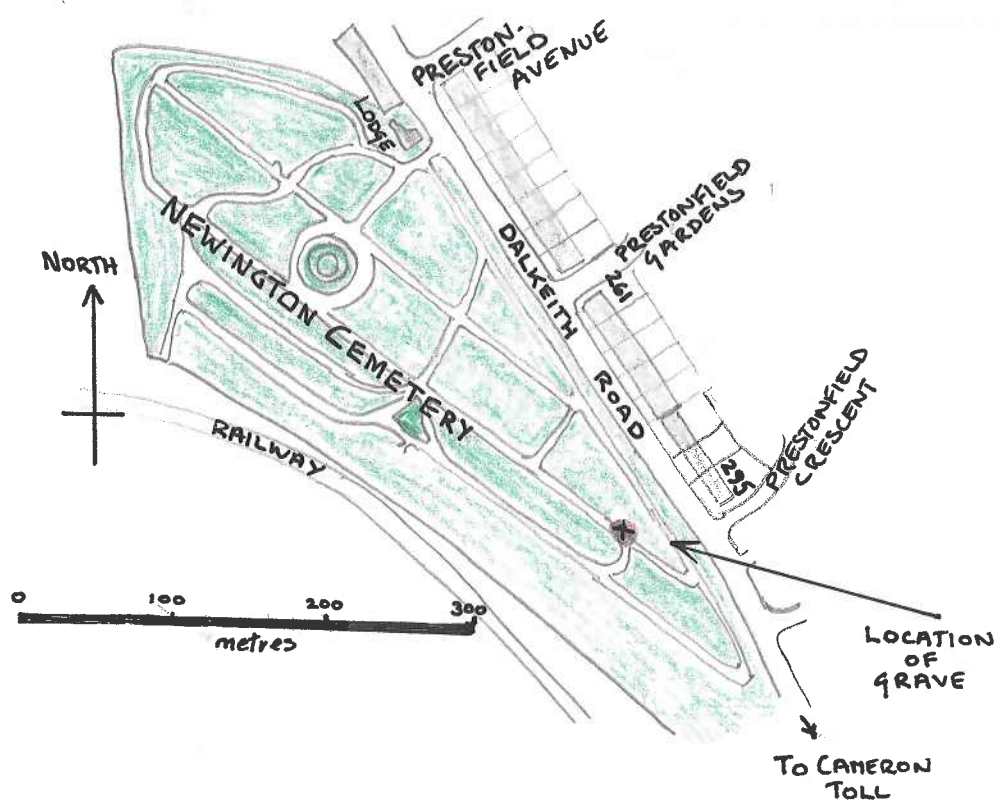 PRESTON-
FIELD
AVENUE
LODGE
PRESTONFIELD
GARDENS
NEWINGTON CEMETERY
NORTH
DALKEITH
ROAD
261
PRESTONFIELD
CRESCENT
295
RAILWAY
0 100 200 300
metres
LOCATION
OF
GRAVE
TO CAMERON
TOLL